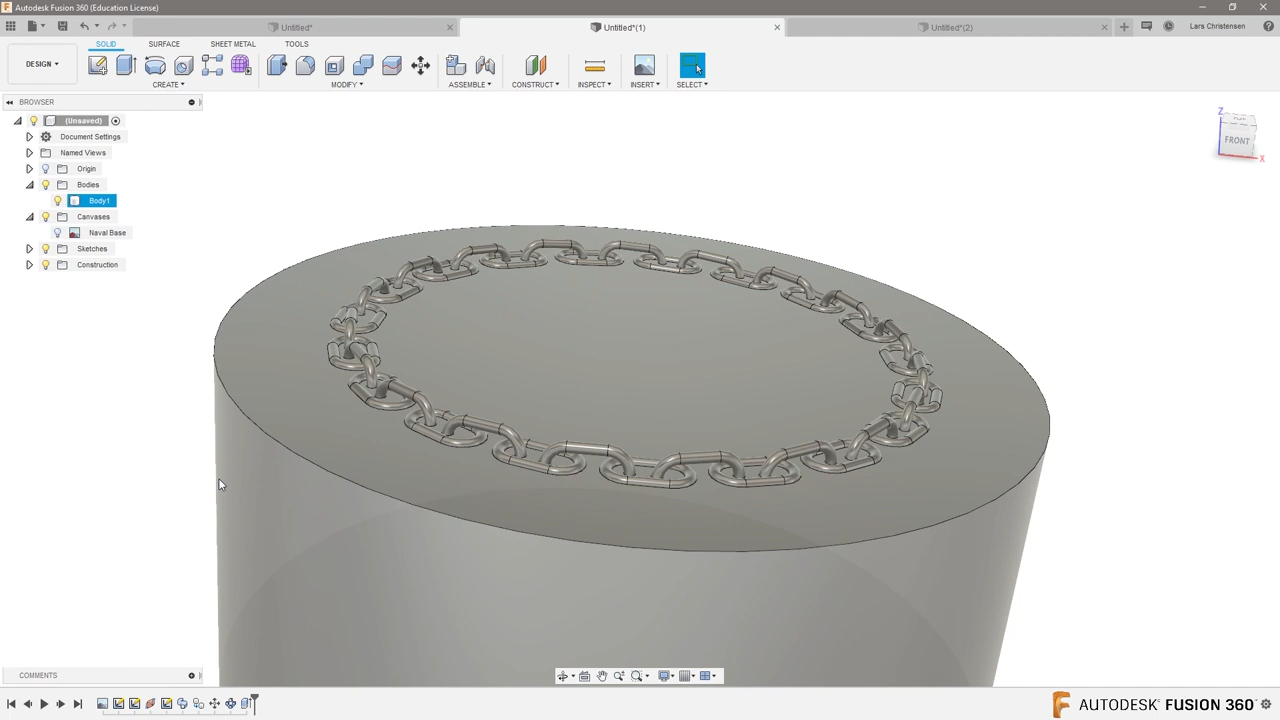 Autodesk Fusion 360 (Education License)
Untitled*
Untitled*(1)
Untitled*(2)
Lars Christensen
SOLID
SURFACE
SHEET METAL
TOOLS
DESIGN
CREATE
MODIFY
ASSEMBLE
CONSTRUCT
INSPECT
INSERT
SELECT
BROWSER
(Unsaved)
Document Settings
Named Views
Origin
Bodies
Body1
Canvases
Naval Base
Sketches
Construction
Z
FRONT
X
COMMENTS
AUTODESK® FUSION 360™